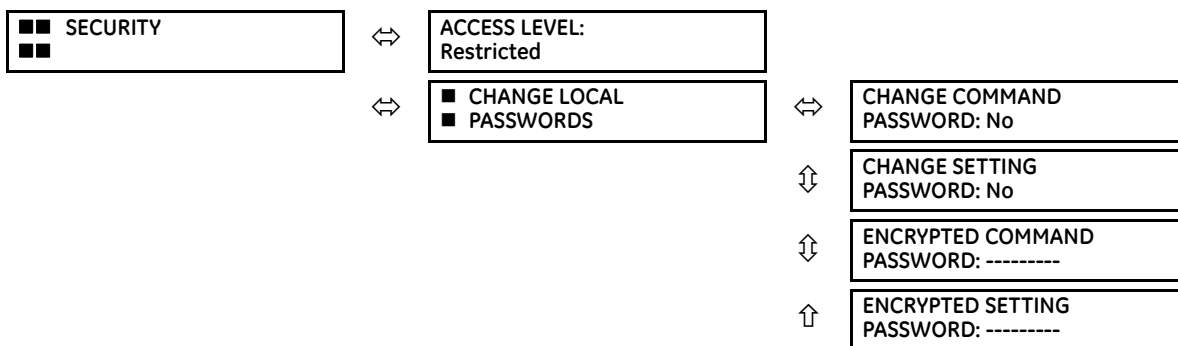 ■■ SECURITY
■■
⇔
ACCESS LEVEL:
Restricted
⇔
■ CHANGE LOCAL
■ PASSWORDS
⇔
CHANGE COMMAND
PASSWORD: No
⇕
CHANGE SETTING
PASSWORD: No
⇕
ENCRYPTED COMMAND
PASSWORD: ---------
⇧
ENCRYPTED SETTING
PASSWORD: ---------